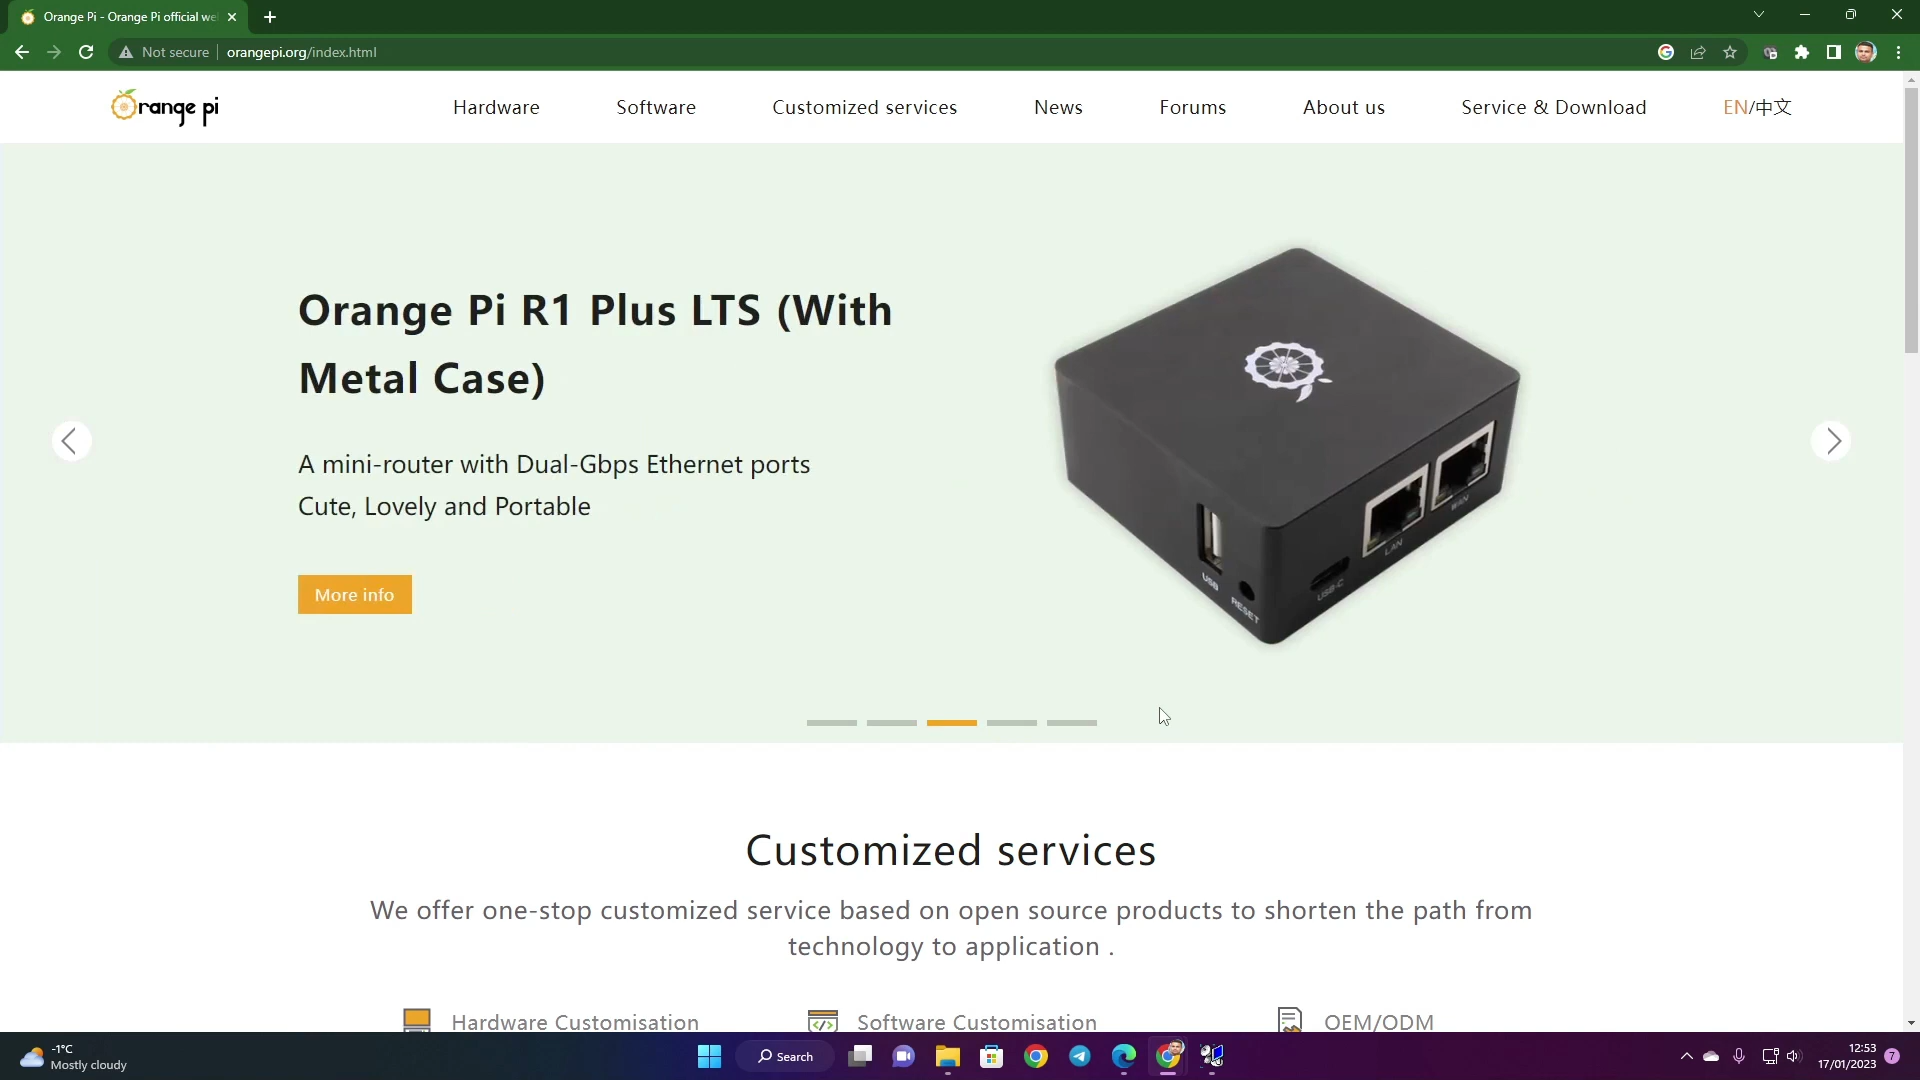 Orange Pi - Orange Pi official we
Not secure
orangepi.org/index.html
range pi
Hardware
Software
Customized services
News
Forums
About us
Service & Download
EN/中文
Orange Pi R1 Plus LTS (With
Metal Case)
A mini-router with Dual-Gbps Ethernet ports
Cute, Lovely and Portable
More info
USB
RESET
USB-C
LAN
WAN
Customized services
We offer one-stop customized service based on open source products to shorten the path from
technology to application .
Hardware Customisation
Software Customisation
OEM/ODM
-1°C
Mostly cloudy
Search
12:53
17/01/2023
7